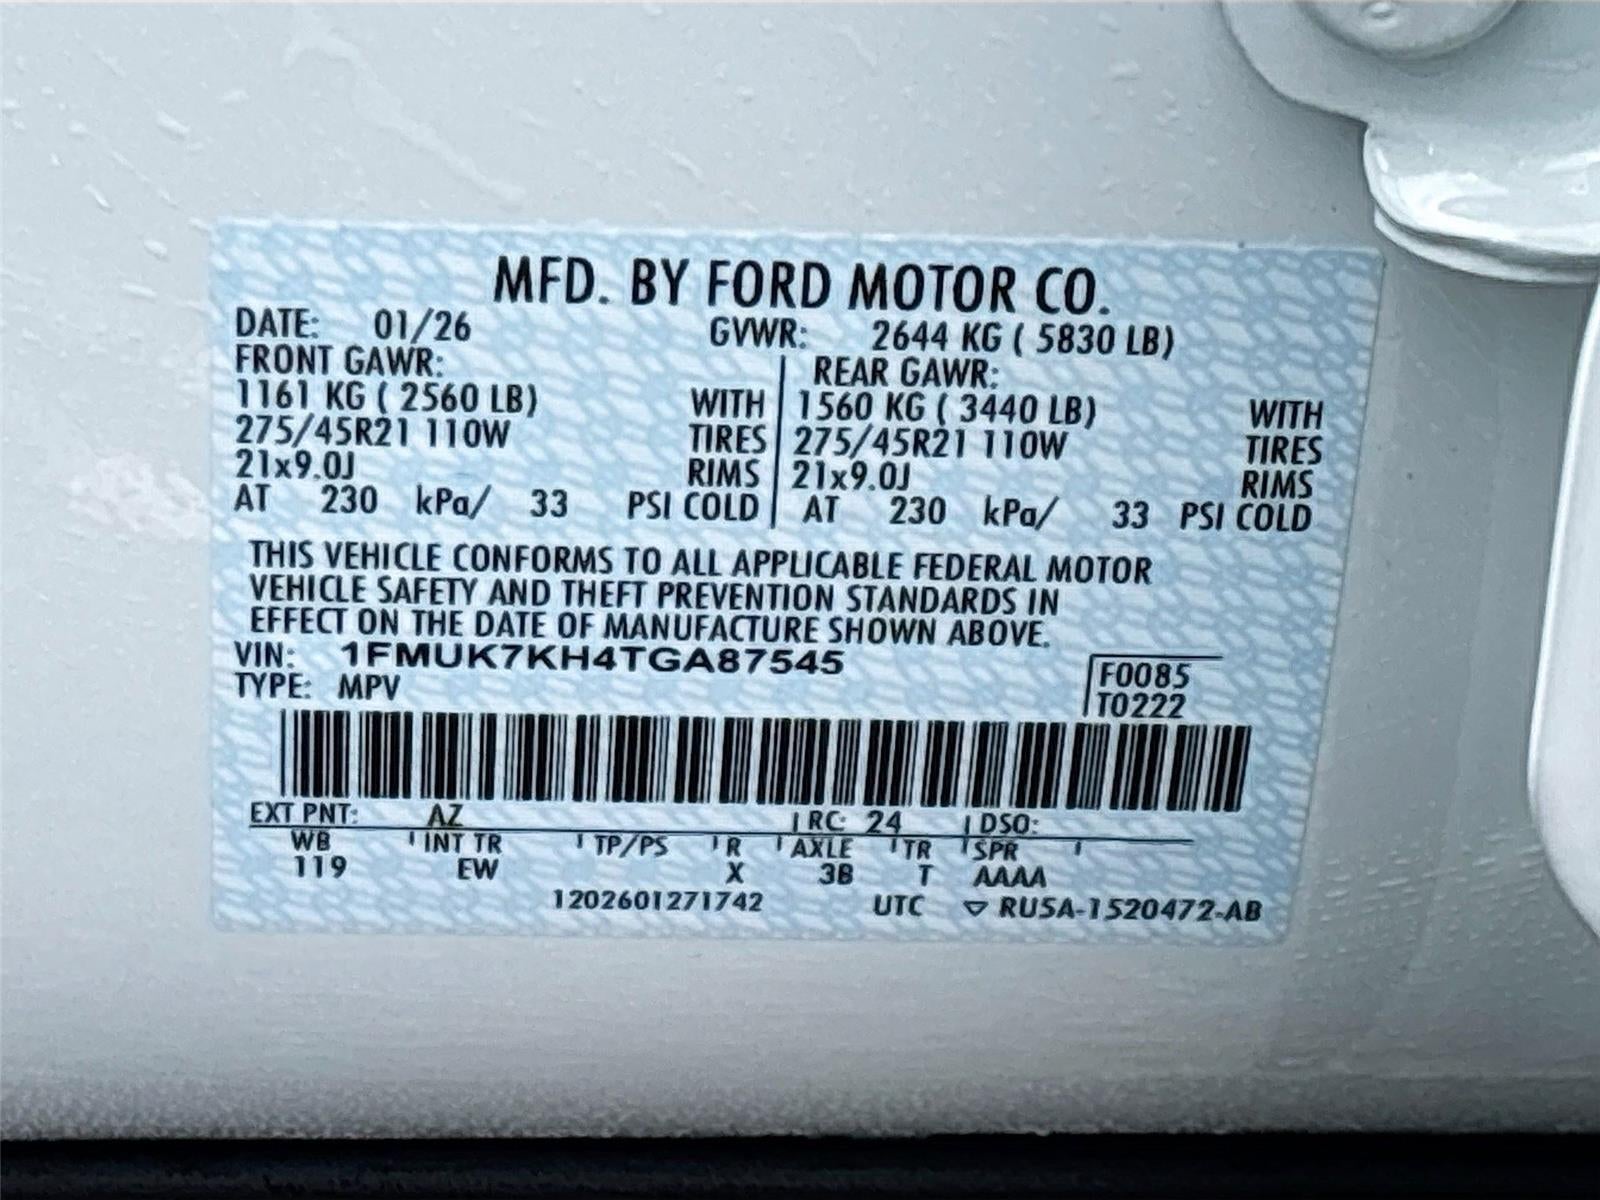 MFD. BY FORD MOTOR CO.
DATE: 01/26 GVWR: 2644 KG ( 5830 LB)
FRONT GAWR: REAR GAWR:
1161 KG ( 2560 LB) WITH 1560 KG ( 3440 LB) WITH
275/45R21 110W TIRES 275/45R21 110W TIRES
21x9.0J RIMS 21x9.0J RIMS
AT 230 kPa/ 33 PSI COLD AT 230 kPa/ 33 PSI COLD
THIS VEHICLE CONFORMS TO ALL APPLICABLE FEDERAL MOTOR
VEHICLE SAFETY AND THEFT PREVENTION STANDARDS IN
EFFECT ON THE DATE OF MANUFACTURE SHOWN ABOVE.
VIN: 1FMUK7KH4TGA87545 F0085
TYPE: MPV T0222
EXT PNT: AZ RC: 24 DSO:
WB INT TR TP/PS R AXLE TR SPR
119 EW X 3B T AAAA
1202601271742 UTC ▽ RU5A-1520472-AB